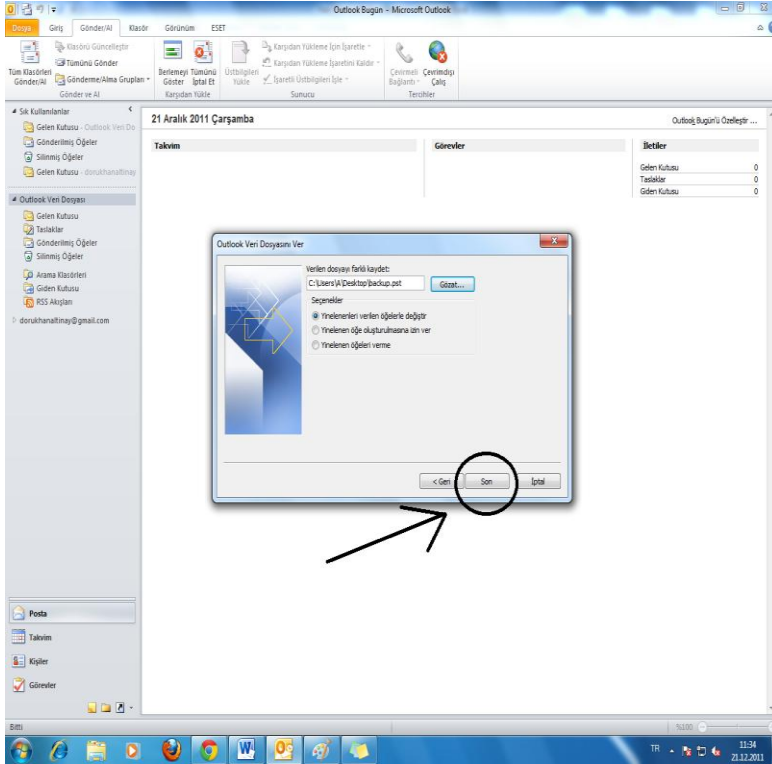 Outlook Bugün - Microsoft Outlook
Dosya Giriş Gönder/Al Klasör Görünüm ESET
Tüm Klasörleri Gönder/Al
Klasörü Güncelleştir
Tümünü Gönder
Gönderme/Alma Grupları
Gönder ve Al
İlerlemeyi Göster
Tümünü İptal Et
Karşıdan Yükle
Üstbilgileri Yükle
Karşıdan Yükleme İçin İşaretle
Karşıdan Yükleme İşaretini Kaldır
İşaretli Üstbilgileri İşle
Sunucu
Çevirmeli Bağlantı
Çevrimdışı Çalış
Tercihler
Sık Kullanılanlar
Gelen Kutusu - Outlook Veri Do
Gönderilmiş Öğeler
Silinmiş Öğeler
Gelen Kutusu - dorukhanaltinay
Outlook Veri Dosyası
Gelen Kutusu
Taslaklar
Gönderilmiş Öğeler
Silinmiş Öğeler
Arama Klasörleri
Giden Kutusu
RSS Akışları
dorukhanaltinay@gmail.com
21 Aralık 2011 Çarşamba
Outlook Bugün'ü Özelleştir ...
Takvim Görevler İletiler
Gelen Kutusu 0
Taslaklar 0
Giden Kutusu 0
Outlook Veri Dosyasını Ver
Verilen dosyayı farklı kaydet:
C:\Users\A\Desktop\backup.pst Gözat...
Seçenekler
Yinelenenleri verilen öğelerle değiştir
Yinelenen öğe oluşturulmasına izin ver
Yinelenen öğeleri verme
< Geri Son İptal
Posta
Takvim
Kişiler
Görevler
Bitti
%100
TR
11:34
21.12.2011